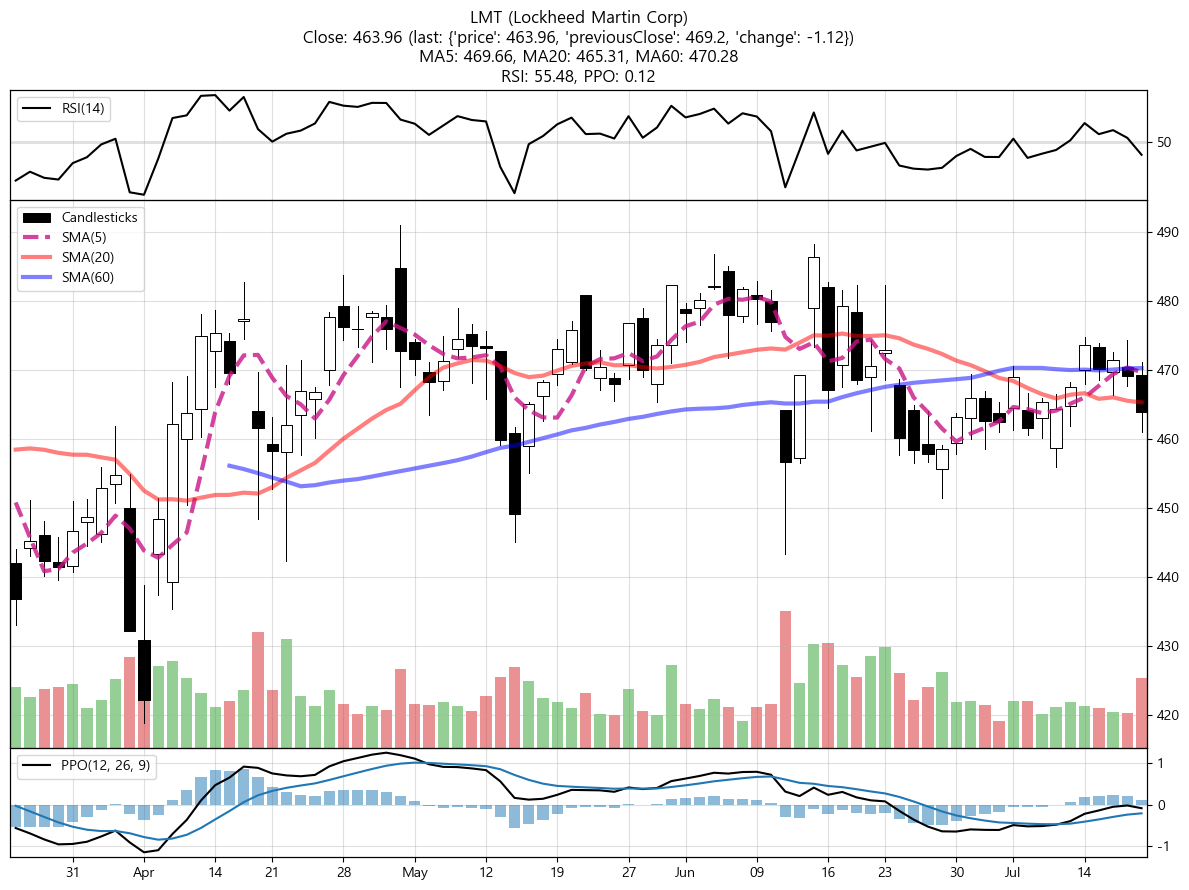 LMT (Lockheed Martin Corp)
Close: 463.96 (last: {'price': 463.96, 'previousClose': 469.2, 'change': -1.12})
MA5: 469.66, MA20: 465.31, MA60: 470.28
RSI: 55.48, PPO: 0.12
RSI(14)
50
Candlesticks
SMA(5)
SMA(20)
SMA(60)
490
480
470
460
450
440
430
420
PPO(12, 26, 9)
1
0
-1
31 Apr 14 21 28 May 12 19 27 Jun 09 16 23 30 Jul 14